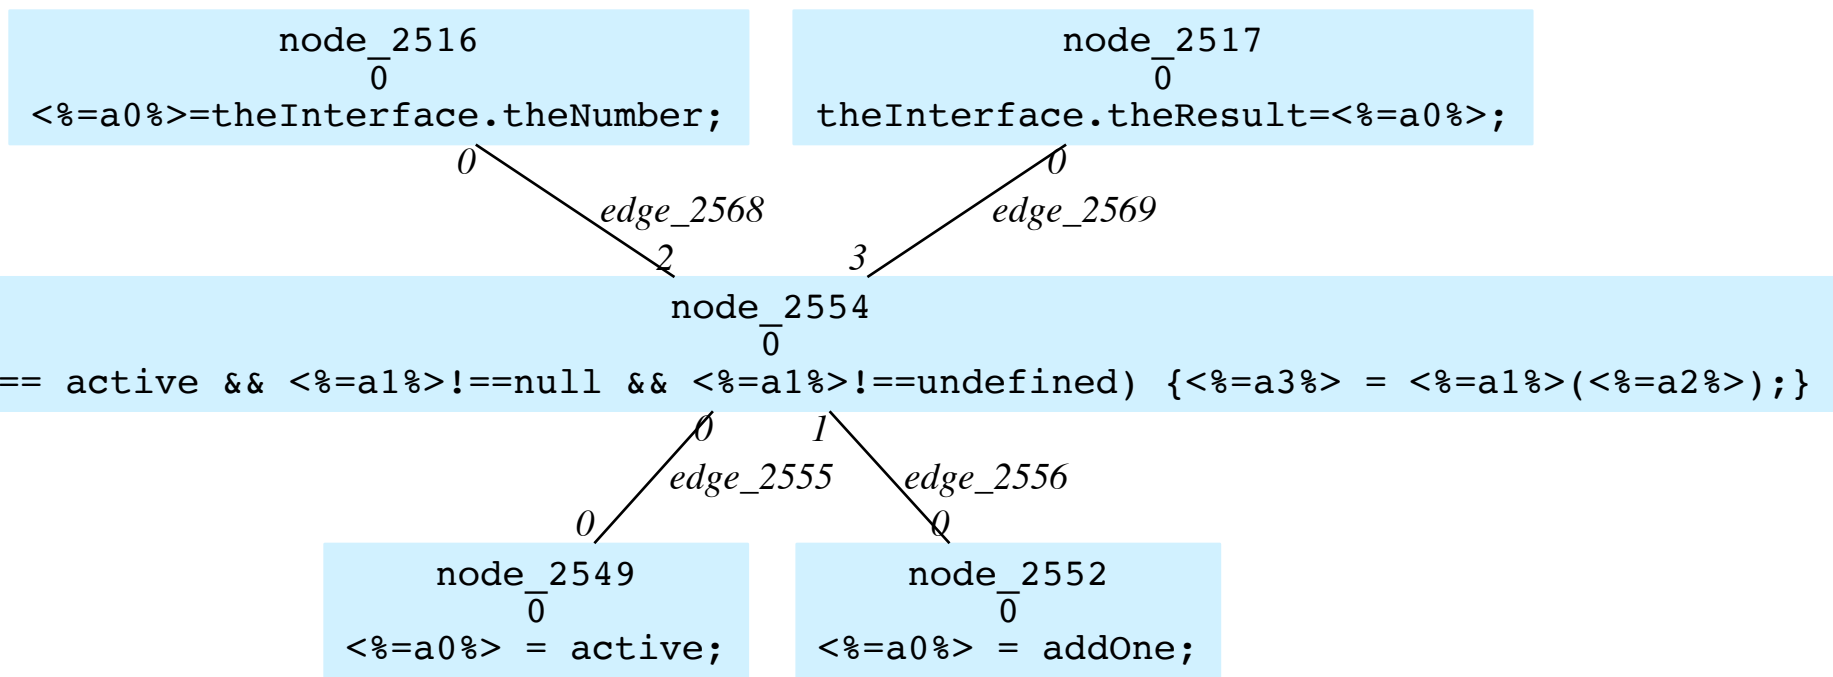 node_2516
0
<%=a0%>=theInterface.theNumber;
node_2517
0
theInterface.theResult=<%=a0%>;
0
0
edge_2568
edge_2569
2
3
node_2554
0
== active && <%=a1%>!==null && <%=a1%>!==undefined) {<%=a3%> = <%=a1%>(<%=a2%>);}
0
1
edge_2555
edge_2556
0
0
node_2549
0
<%=a0%> = active;
node_2552
0
<%=a0%> = addOne;